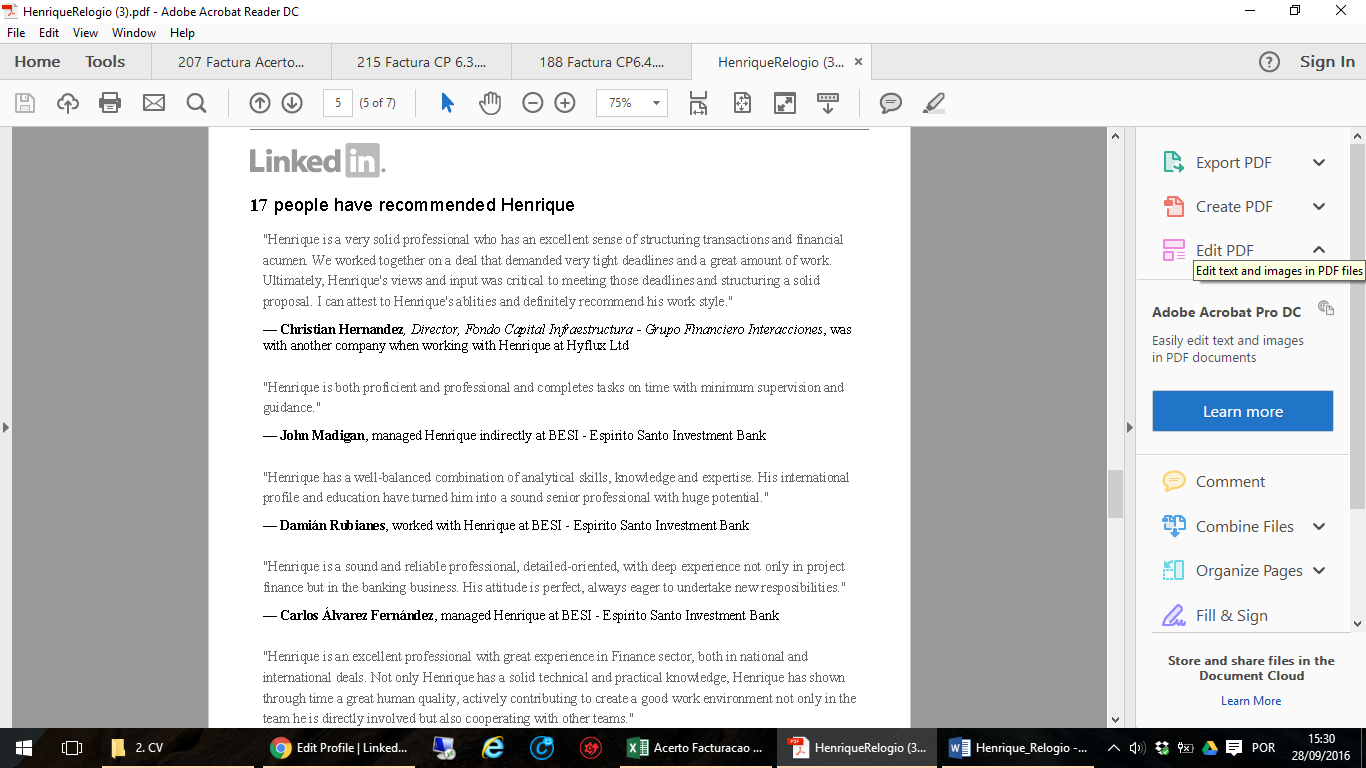 HenriqueRelogio (3).pdf - Adobe Acrobat Reader DC
File Edit View Window Help
Home Tools 207 Factura Acerto... 215 Factura CP 6.3.... 188 Factura CP6.4.... HenriqueRelogio (3... × ? Sign In
5 (5 of 7) 75%
Linked in.
17 people have recommended Henrique
"Henrique is a very solid professional who has an excellent sense of structuring transactions and financial
acumen. We worked together on a deal that demanded very tight deadlines and a great amount of work.
Ultimately, Henrique's views and input was critical to meeting those deadlines and structuring a solid
proposal. I can attest to Henrique's ablities and definitely recommend his work style."
— Christian Hernandez, Director, Fondo Capital Infraestructura - Grupo FInanciero Interacciones, was
with another company when working with Henrique at Hyflux Ltd
"Henrique is both proficient and professional and completes tasks on time with minimum supervision and
guidance."
— John Madigan, managed Henrique indirectly at BESI - Espirito Santo Investment Bank
"Henrique has a well-balanced combination of analytical skills, knowledge and expertise. His international
profile and education have turned him into a sound senior professional with huge potential."
— Damián Rubianes, worked with Henrique at BESI - Espirito Santo Investment Bank
"Henrique is a sound and reliable professional, detailed-oriented, with deep experience not only in project
finance but in the banking business. His attitude is perfect, always eager to undertake new resposibilities."
— Carlos Álvarez Fernández, managed Henrique at BESI - Espirito Santo Investment Bank
"Henrique is an excellent professional with great experience in Finance sector, both in national and
international deals. Not only Henrique has a solid technical and practical knowledge, Henrique has shown
through time a great human quality, actively contributing to create a good work environment not only in the
team he is directly involved but also cooperating with other teams."
Export PDF
Create PDF
Edit PDF
Edit text and images in PDF files
Adobe Acrobat Pro DC
Easily edit text and images
in PDF documents
Learn more
Comment
Combine Files
Organize Pages
Fill & Sign
Store and share files in the
Document Cloud
Learn More
2. CV Edit Profile | Linked... Acerto Facturacao ... HenriqueRelogio (3... Henrique_Relogio -... POR 15:30
28/09/2016